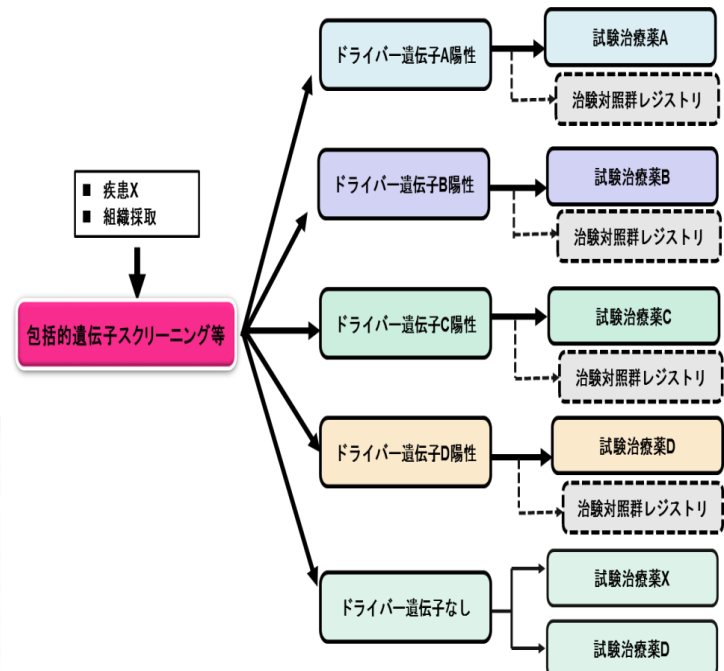 ■ 疾患X
■ 組織採取
包括的遺伝子スクリーニング等
ドライバー遺伝子A陽性
試験治療薬A
治験対照群レジストリ
ドライバー遺伝子B陽性
試験治療薬B
治験対照群レジストリ
ドライバー遺伝子C陽性
試験治療薬C
治験対照群レジストリ
ドライバー遺伝子D陽性
試験治療薬D
治験対照群レジストリ
ドライバー遺伝子なし
試験治療薬X
試験治療薬D